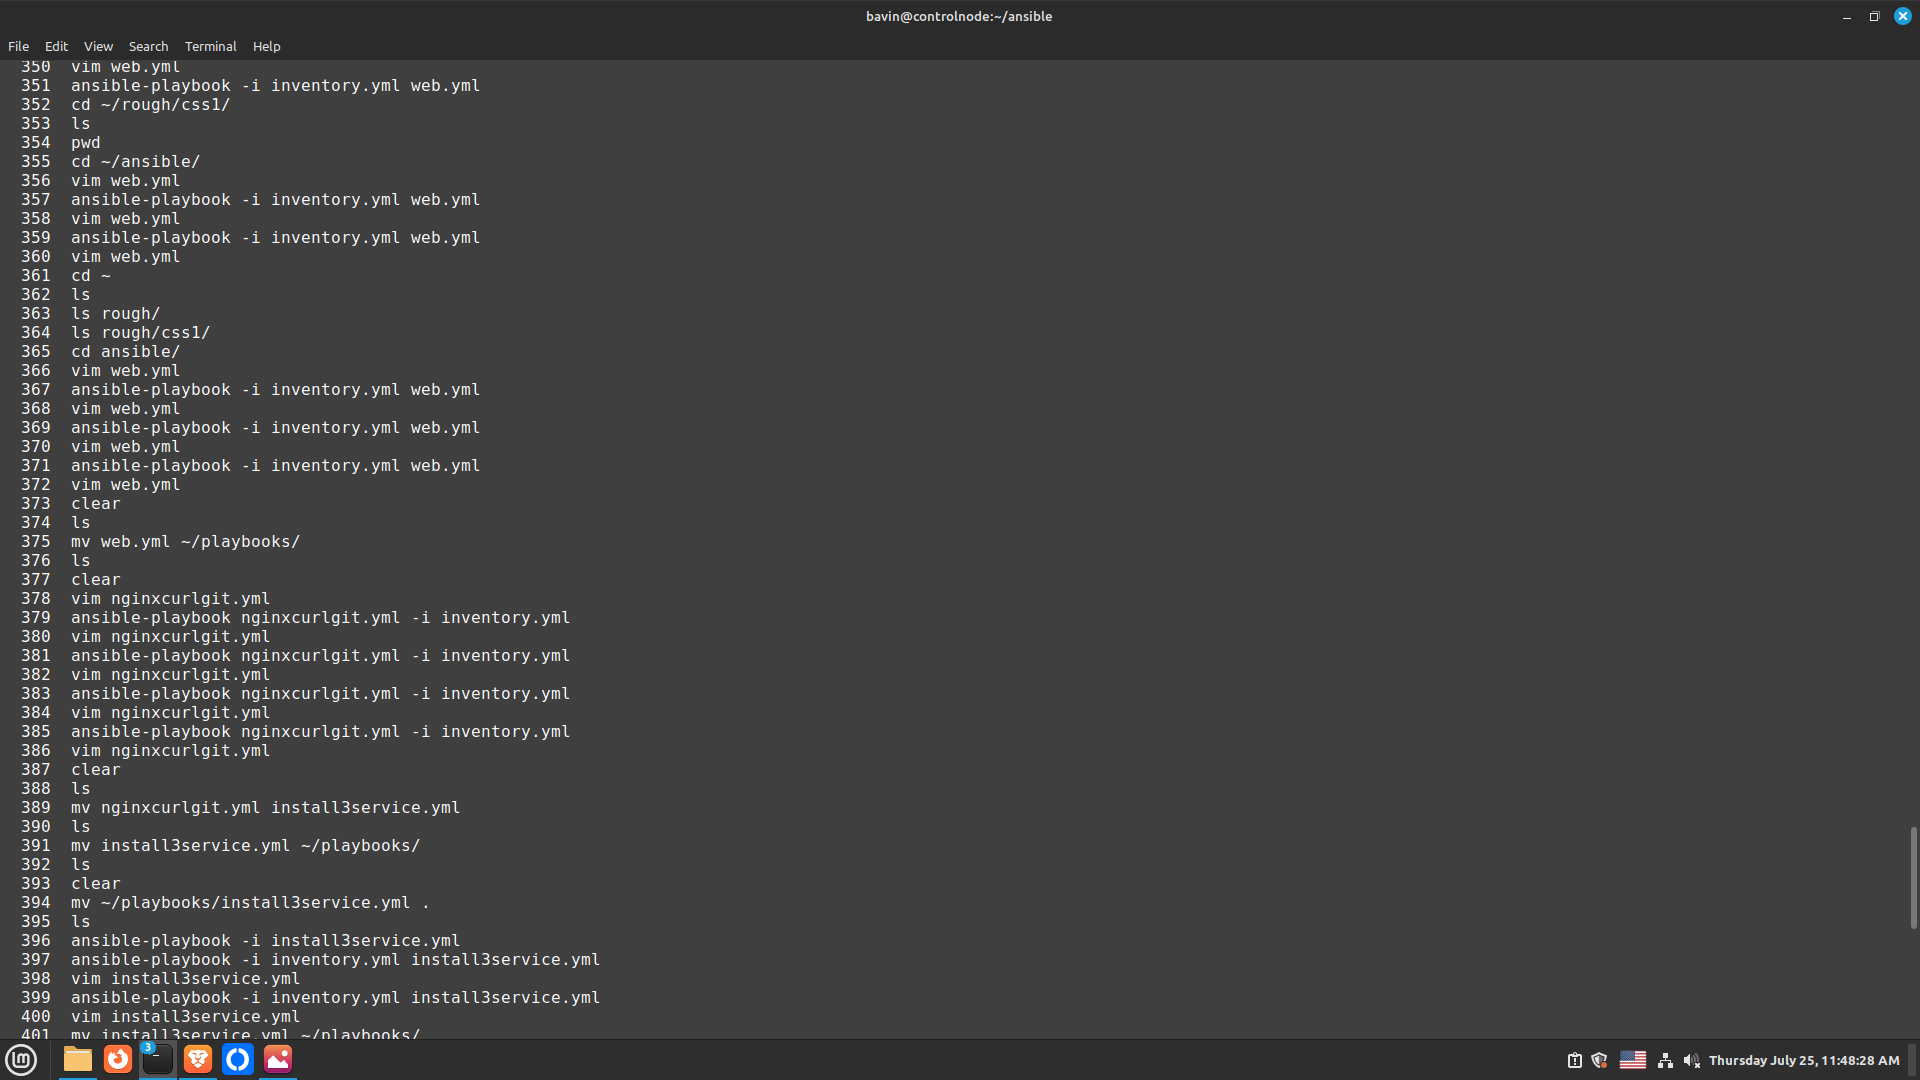 bavin@controlnode:~/ansible
File Edit View Search Terminal Help
350 vim web.yml
351 ansible-playbook -i inventory.yml web.yml
352 cd ~/rough/css1/
353 ls
354 pwd
355 cd ~/ansible/
356 vim web.yml
357 ansible-playbook -i inventory.yml web.yml
358 vim web.yml
359 ansible-playbook -i inventory.yml web.yml
360 vim web.yml
361 cd ~
362 ls
363 ls rough/
364 ls rough/css1/
365 cd ansible/
366 vim web.yml
367 ansible-playbook -i inventory.yml web.yml
368 vim web.yml
369 ansible-playbook -i inventory.yml web.yml
370 vim web.yml
371 ansible-playbook -i inventory.yml web.yml
372 vim web.yml
373 clear
374 ls
375 mv web.yml ~/playbooks/
376 ls
377 clear
378 vim nginxcurlgit.yml
379 ansible-playbook nginxcurlgit.yml -i inventory.yml
380 vim nginxcurlgit.yml
381 ansible-playbook nginxcurlgit.yml -i inventory.yml
382 vim nginxcurlgit.yml
383 ansible-playbook nginxcurlgit.yml -i inventory.yml
384 vim nginxcurlgit.yml
385 ansible-playbook nginxcurlgit.yml -i inventory.yml
386 vim nginxcurlgit.yml
387 clear
388 ls
389 mv nginxcurlgit.yml install3service.yml
390 ls
391 mv install3service.yml ~/playbooks/
392 ls
393 clear
394 mv ~/playbooks/install3service.yml .
395 ls
396 ansible-playbook -i install3service.yml
397 ansible-playbook -i inventory.yml install3service.yml
398 vim install3service.yml
399 ansible-playbook -i inventory.yml install3service.yml
400 vim install3service.yml
401 mv install3service.yml ~/playbooks/
3
Thursday July 25, 11:48:28 AM